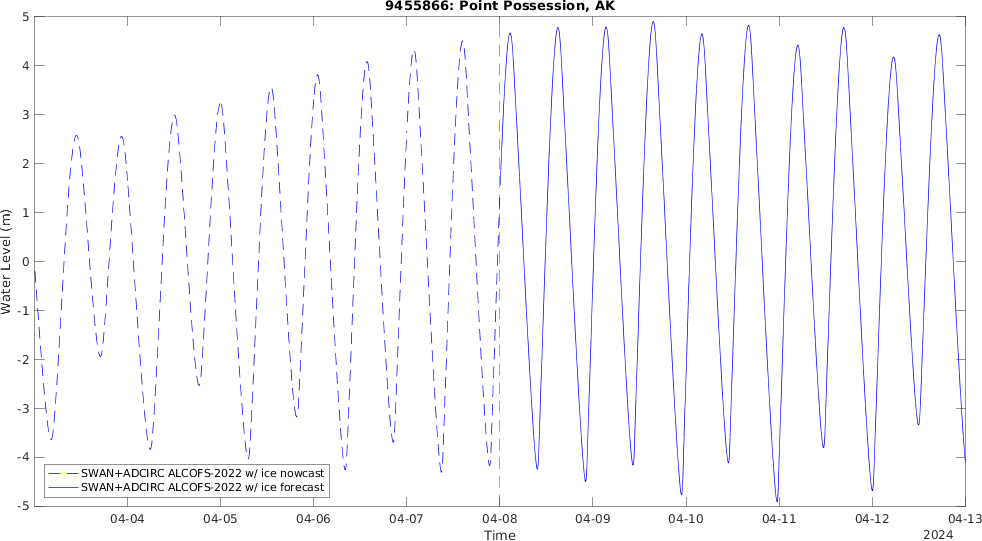 9455866: Point Possession, AK
5
4
3
2
1
0
-1
-2
-3
-4
-5
Water Level (m)
SWAN+ADCIRC ALCOFS-2022 w/ ice nowcast
SWAN+ADCIRC ALCOFS-2022 w/ ice forecast
04-04 04-05 04-06 04-07 04-08 04-09 04-10 04-11 04-12 04-13
Time
2024